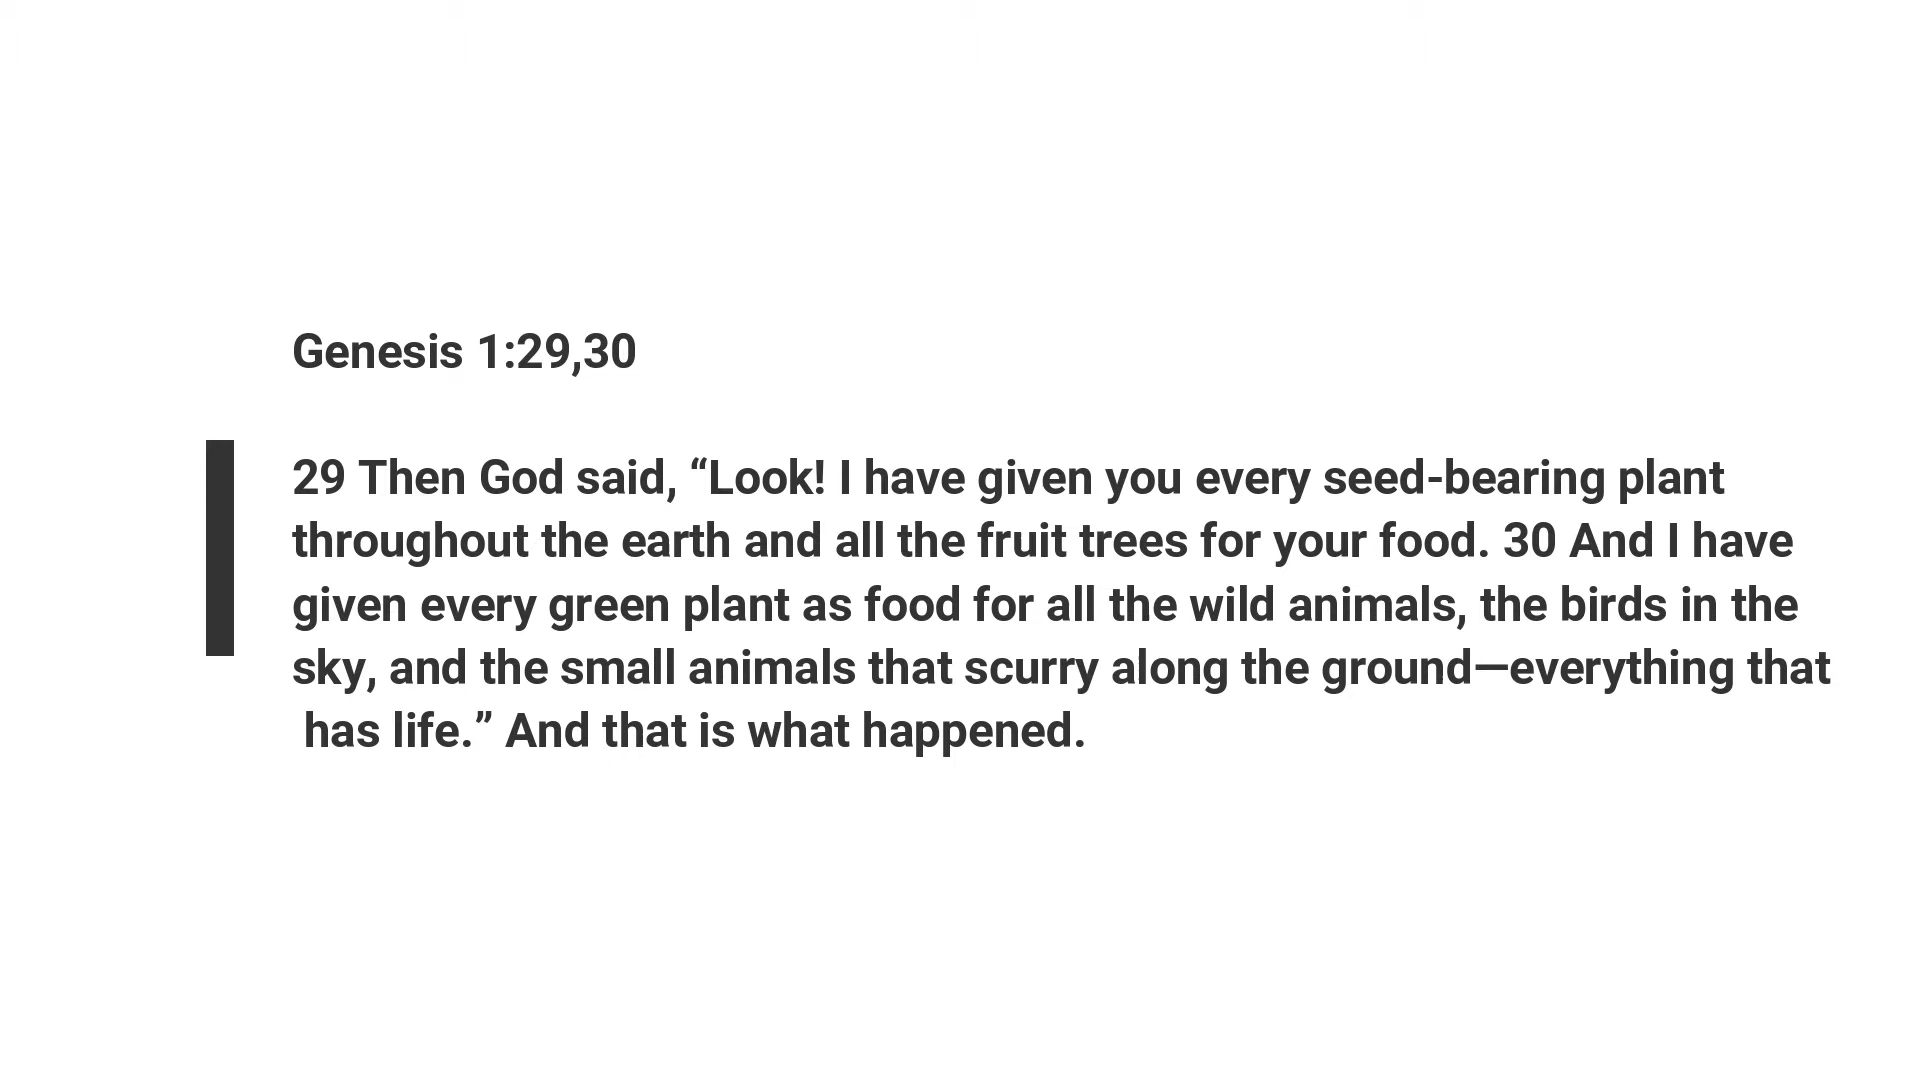 Genesis 1:29,30
29 Then God said, “Look! I have given you every seed-bearing plant
throughout the earth and all the fruit trees for your food. 30 And I have
given every green plant as food for all the wild animals, the birds in the
sky, and the small animals that scurry along the ground—everything that
has life.” And that is what happened.